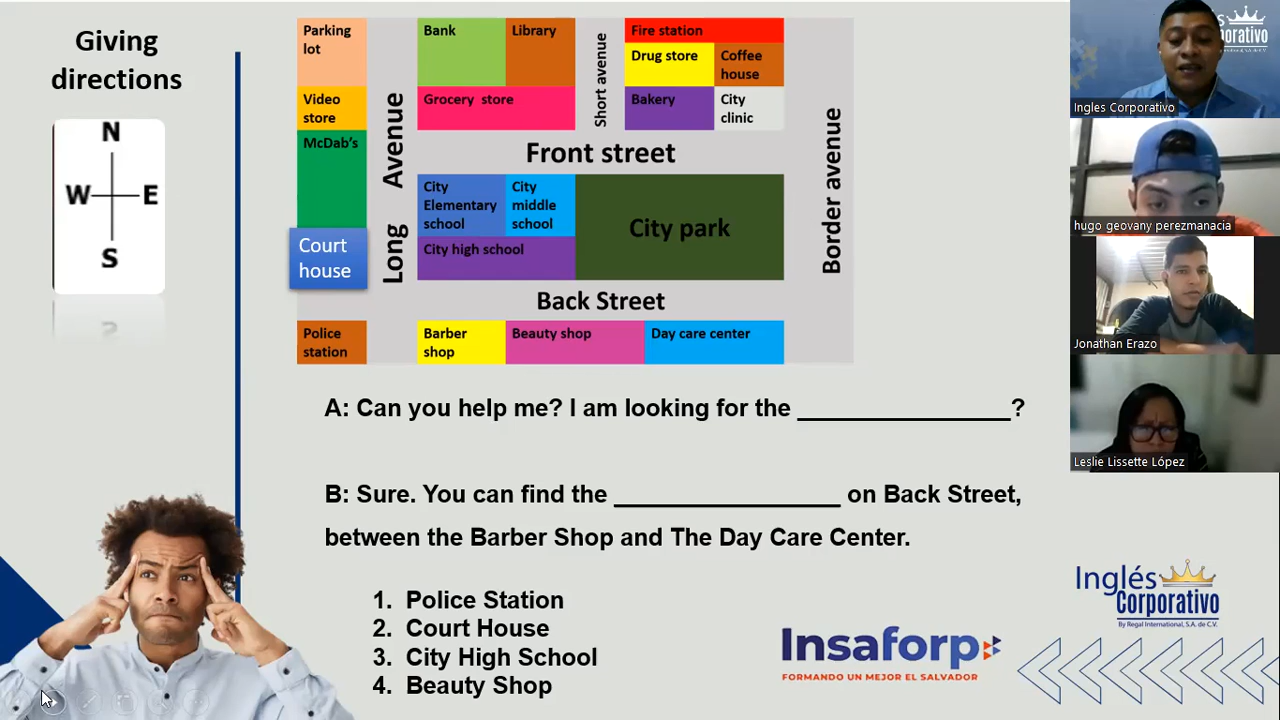 Giving
directions
N
W
E
S
Parking
lot
Video
store
McDab's
Court
house
Police
station
Long Avenue
Bank
Library
Grocery store
Short avenue
Fire station
Drug store
Coffee
house
Bakery
City
clinic
Front street
City
Elementary
school
City
middle
school
City high school
City park
Border avenue
Back Street
Barber
shop
Beauty shop
Day care center
A: Can you help me? I am looking for the ________________?
B: Sure. You can find the _________________ on Back Street,
between the Barber Shop and The Day Care Center.
1. Police Station
2. Court House
3. City High School
4. Beauty Shop
Insaforp
FORMANDO UN MEJOR EL SALVADOR
Inglés
Corporativo
By Regal International, S.A. de C.V.
Ingles Corporativo
hugo geovany perezmanacia
Jonathan Erazo
Leslie Lissette López